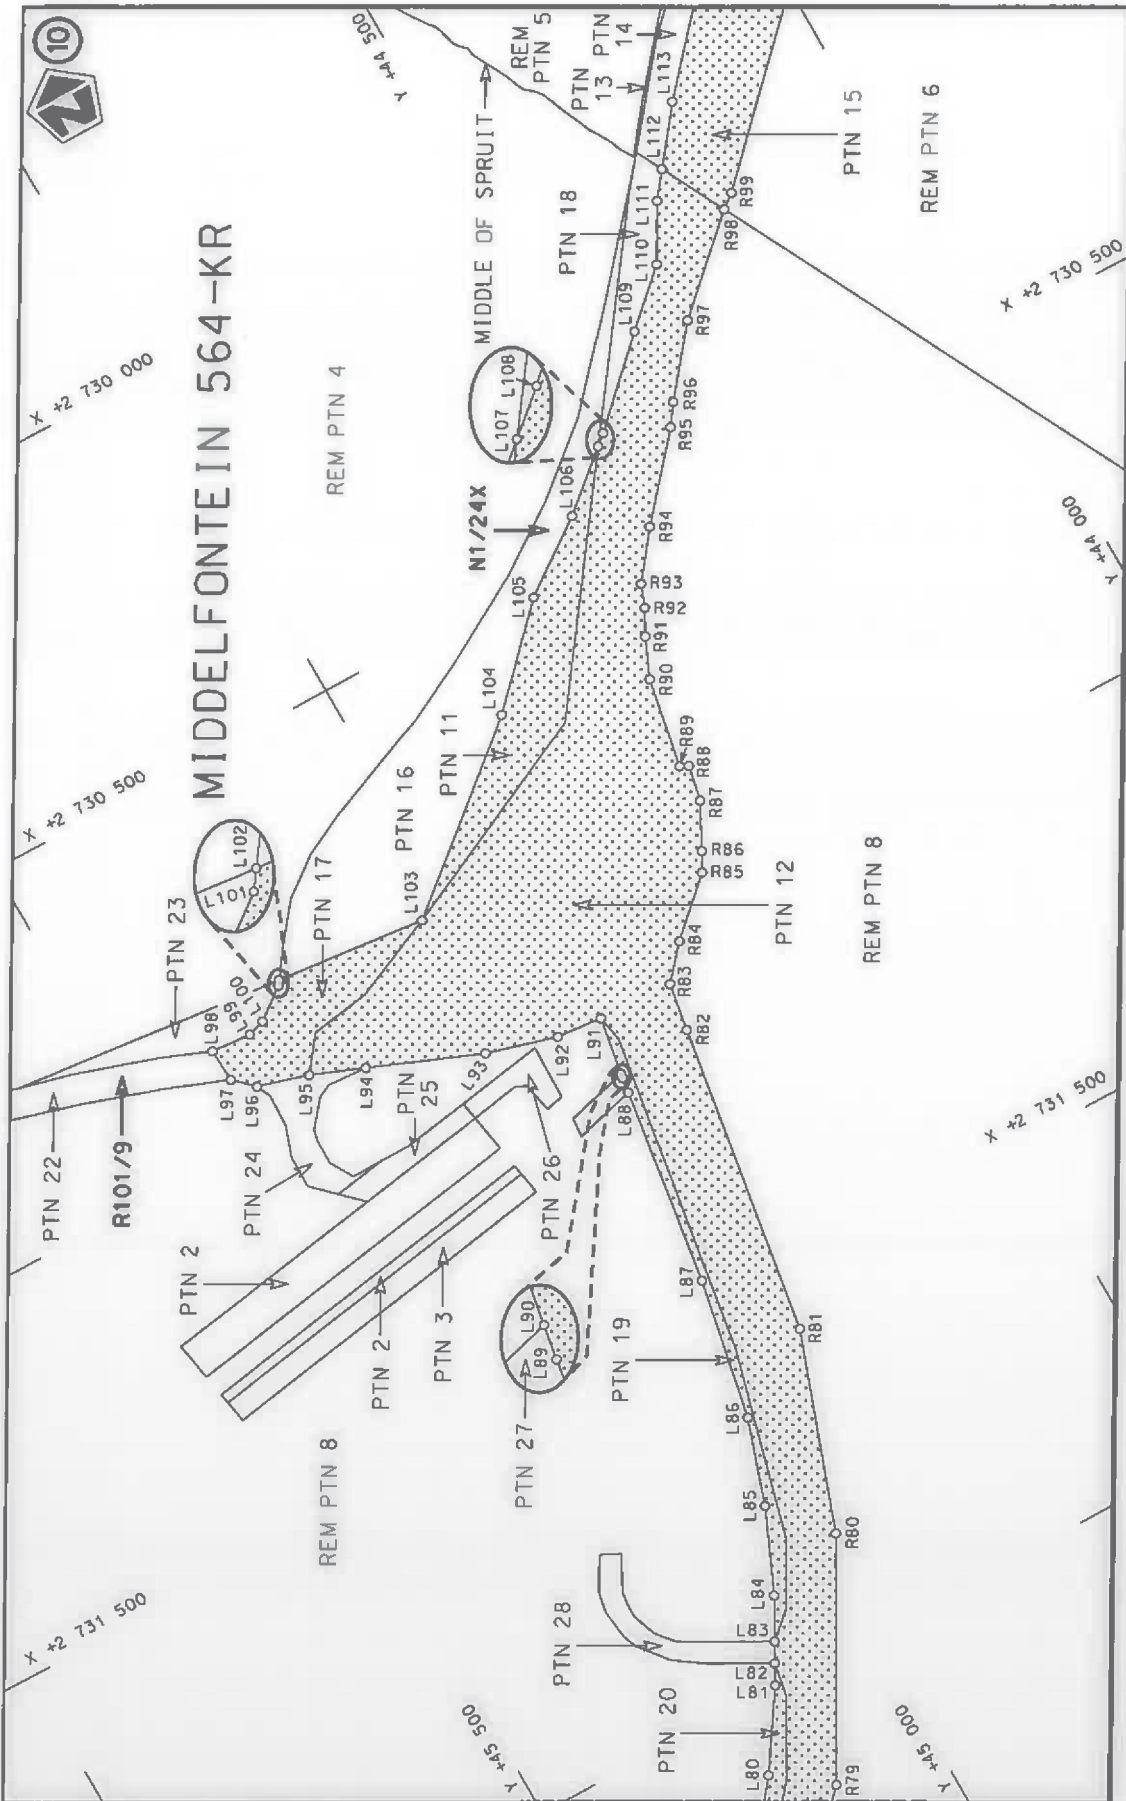 10
N
MIDDELFONTEIN 564-KR
Y +44 500
X +2 730 000
X +2 730 500
X +2 731 500
Y +45 500
Y +45 000
X +2 731 500
Y +44 000
X +2 730 500
REM
PTN 5
PTN
13
PTN
14
MIDDLE OF SPRUIT
PTN 18
PTN 15
REM PTN 6
REM PTN 4
N1/24X
PTN 11
PTN 16
PTN 17
PTN 23
PTN 22
R101/9
PTN 24
PTN
25
PTN 26
PTN 2
PTN 2
PTN 3
PTN 27
PTN 19
REM PTN 8
PTN 28
PTN 20
PTN 12
REM PTN 8
L113
L112
L111
L110
L109
L108
L107
L106
L105
L104
L103
L102
L101
L100
L99
L98
L97
L96
L95
L94
L93
L92
L91
L90
L89
L88
L87
L86
L85
L84
L83
L82
L81
L80
R99
R98
R97
R96
R95
R94
R93
R92
R91
R90
R89
R88
R87
R86
R85
R84
R83
R82
R81
R80
R79